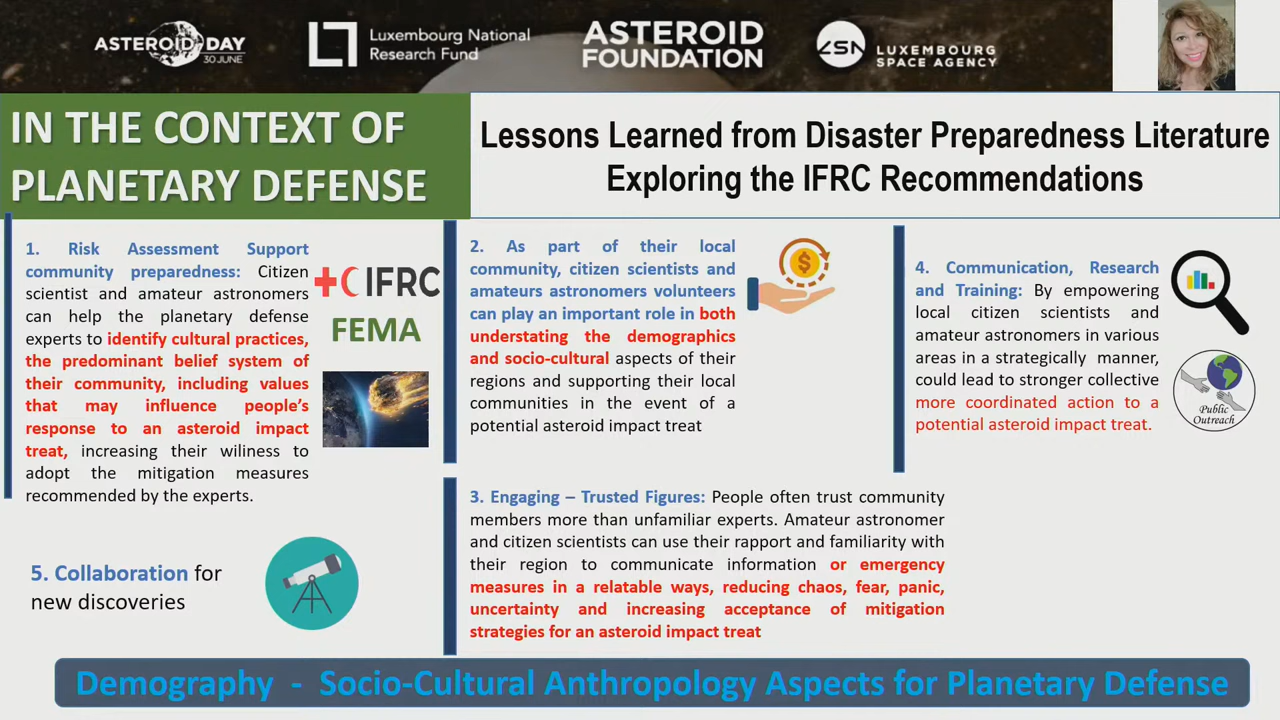 ASTEROID DAY
30 JUNE
Luxembourg National
Research Fund
ASTEROID
FOUNDATION
LSA
LUXEMBOURG
SPACE AGENCY
IN THE CONTEXT OF
PLANETARY DEFENSE
Lessons Learned from Disaster Preparedness Literature
Exploring the IFRC Recommendations
1. Risk Assessment Support
community preparedness: Citizen
scientist and amateur astronomers
can help the planetary defense
experts to identify cultural practices,
the predominant belief system of
their community, including values
that may influence people's
response to an asteroid impact
treat, increasing their wiliness to
adopt the mitigation measures
recommended by the experts.
IFRC
FEMA
2. As part of their local
community, citizen scientists and
amateurs astronomers volunteers
can play an important role in both
understating the demographics
and socio-cultural aspects of their
regions and supporting their local
communities in the event of a
potential asteroid impact treat
$
4. Communication, Research
and Training: By empowering
local citizen scientists and
amateur astronomers in various
areas in a strategically manner,
could lead to stronger collective
more coordinated action to a
potential asteroid impact treat.
Public
Outreach
3. Engaging – Trusted Figures: People often trust community
members more than unfamiliar experts. Amateur astronomer
and citizen scientists can use their rapport and familiarity with
their region to communicate information or emergency
measures in a relatable ways, reducing chaos, fear, panic,
uncertainty and increasing acceptance of mitigation
strategies for an asteroid impact treat
5. Collaboration for
new discoveries
Demography - Socio-Cultural Anthropology Aspects for Planetary Defense